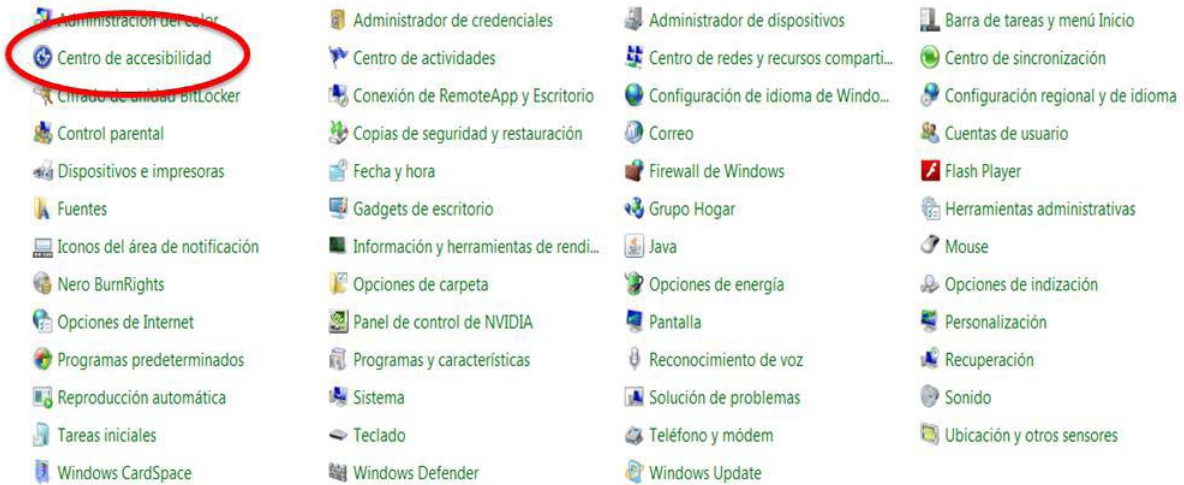 Administración del color
Administrador de credenciales
Administrador de dispositivos
Barra de tareas y menú Inicio
Centro de accesibilidad
Centro de actividades
Centro de redes y recursos comparti...
Centro de sincronización
Cifrado de unidad BitLocker
Conexión de RemoteApp y Escritorio
Configuración de idioma de Windo...
Configuración regional y de idioma
Control parental
Copias de seguridad y restauración
Correo
Cuentas de usuario
Dispositivos e impresoras
Fecha y hora
Firewall de Windows
Flash Player
Fuentes
Gadgets de escritorio
Grupo Hogar
Herramientas administrativas
Iconos del área de notificación
Información y herramientas de rendi...
Java
Mouse
Nero BurnRights
Opciones de carpeta
Opciones de energía
Opciones de indización
Opciones de Internet
Panel de control de NVIDIA
Pantalla
Personalización
Programas predeterminados
Programas y características
Reconocimiento de voz
Recuperación
Reproducción automática
Sistema
Solución de problemas
Sonido
Tareas iniciales
Teclado
Teléfono y módem
Ubicación y otros sensores
Windows CardSpace
Windows Defender
Windows Update